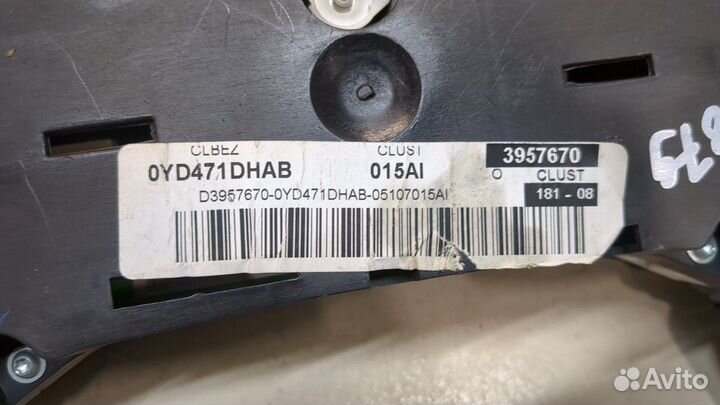 CLBEZ CLUST 3957670
0YD471DHAB 015AI O CLUST
181 - 08
D3957670-0YD471DHAB-05107015AI
Avito